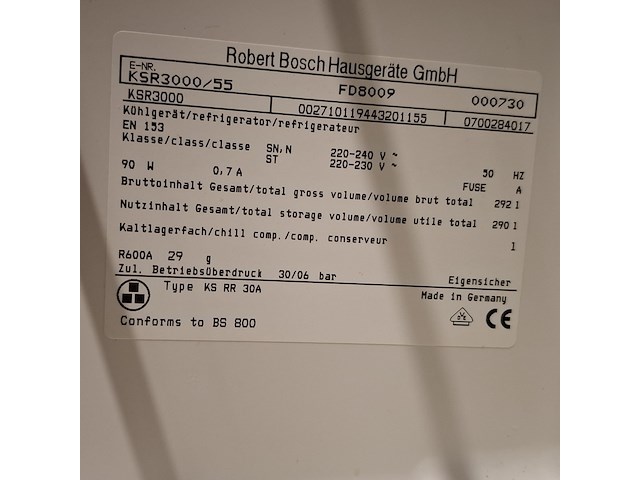 Robert Bosch Hausgeräte GmbH
E-NR.
KSR3000/55 FD8009 000730
KSR3000 002710119443201155 0700284017
Kühlgerät/refrigerator/refrigerateur
EN 153
Klasse/class/classe SN,N 220-240 V ~
ST 220-230 V ~ 50 HZ
90 W 0,7 A FUSE A
Bruttoinhalt Gesamt/total gross volume/volume brut total 292 l
Nutzinhalt Gesamt/total storage volume/volume utile total 290 l
Kaltlagerfach/chill comp./comp. conserveur l
R600A 29 g
Zul. Betriebsüberdruck 30/06 bar Eigensicher
Type KS RR 30A Made in Germany
Conforms to BS 800 CE